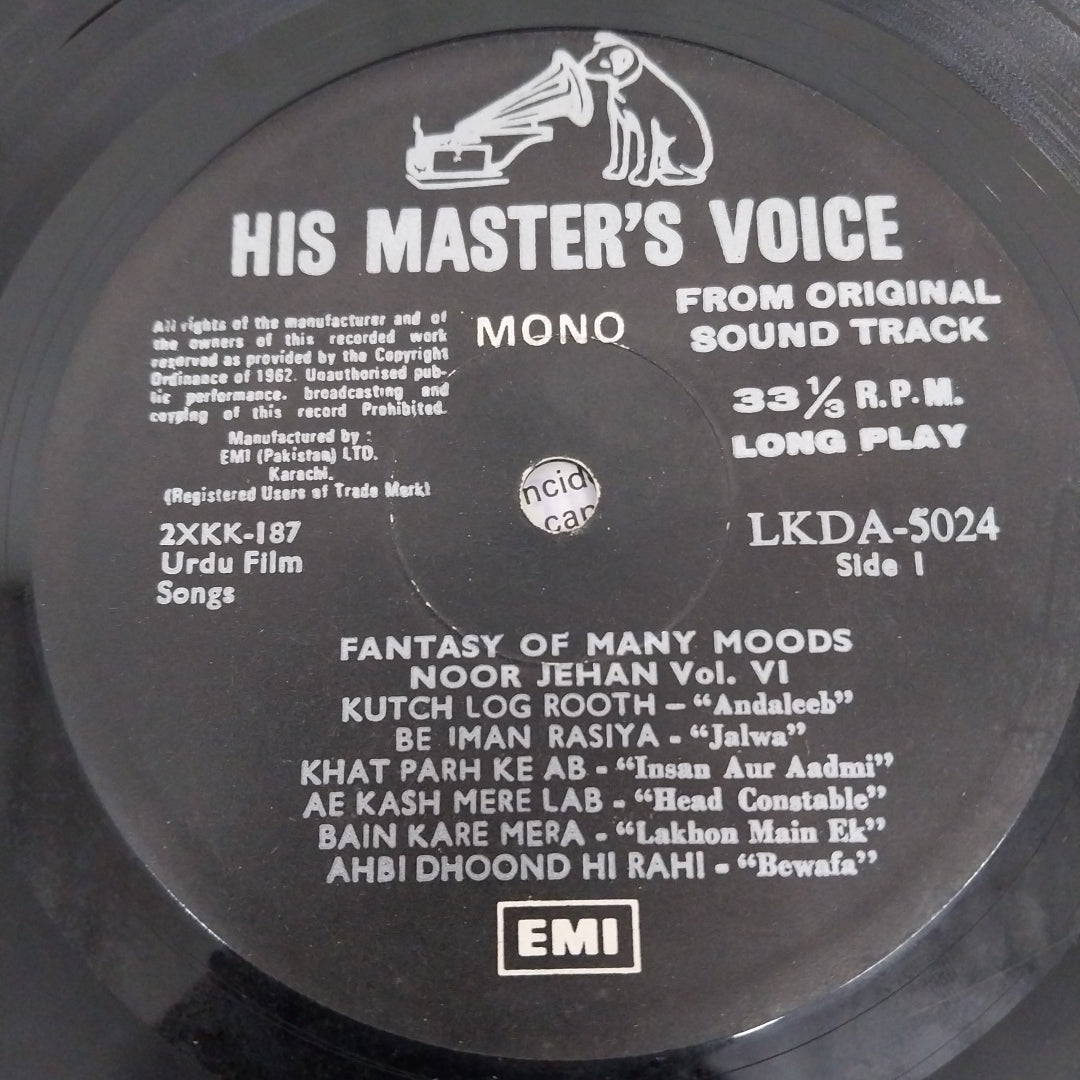 HIS MASTER'S VOICE
All rights of the manufacturer and of
the owners of this recorded work
reserved as provided by the Copyright
Ordinance of 1962. Unauthorised pub-
lic performance. broadcasting and
copying of this record Prohibited.
Manufactured by :
EMI (Pakistan) LTD.
Karachi.
(Registered Users of Trade Mark)
MONO
FROM ORIGINAL
SOUND TRACK
33 1/3 R.P.M.
LONG PLAY
2XKK-187
Urdu Film
Songs
ncid
can
LKDA-5024
Side 1
FANTASY OF MANY MOODS
NOOR JEHAN Vol. VI
KUTCH LOG ROOTH - “Andaleeb”
BE IMAN RASIYA - “Jalwa”
KHAT PARH KE AB - “Insan Aur Aadmi”
AE KASH MERE LAB - “Head Constable”
BAIN KARE MERA - “Lakhon Main Ek”
AHBI DHOOND HI RAHI - “Bewafa”
EMI